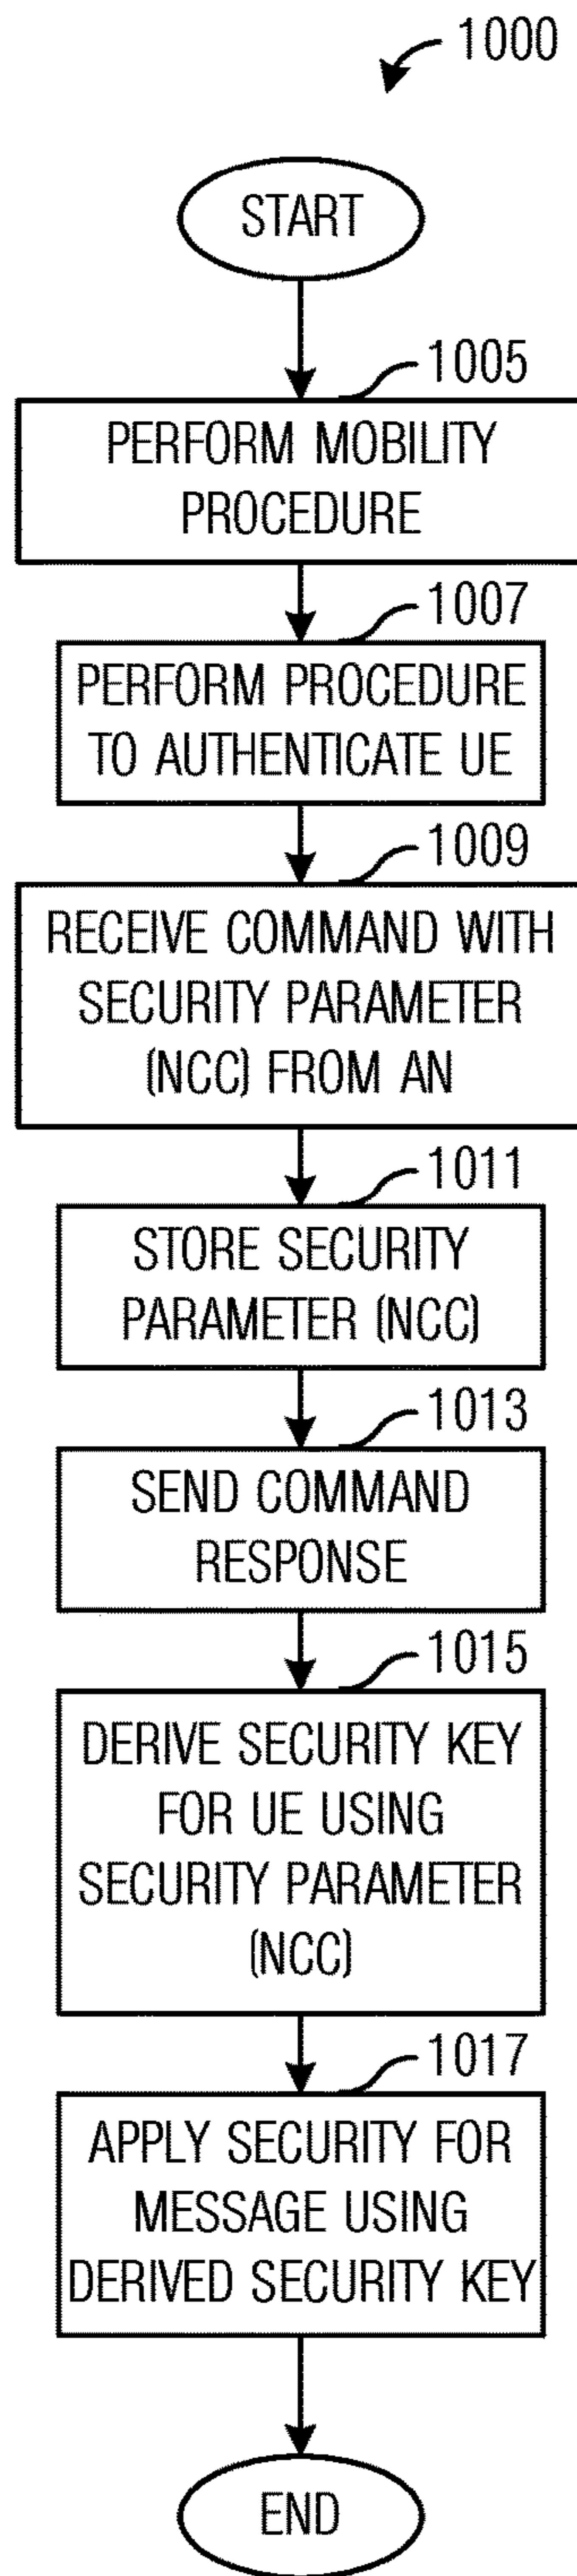 1000
START
1005
PERFORM MOBILITY
PROCEDURE
1007
PERFORM PROCEDURE
TO AUTHENTICATE UE
1009
RECEIVE COMMAND WITH
SECURITY PARAMETER
(NCC) FROM AN
1011
STORE SECURITY
PARAMETER (NCC)
1013
SEND COMMAND
RESPONSE
1015
DERIVE SECURITY KEY
FOR UE USING
SECURITY PARAMETER
(NCC)
1017
APPLY SECURITY FOR
MESSAGE USING
DERIVED SECURITY KEY
END